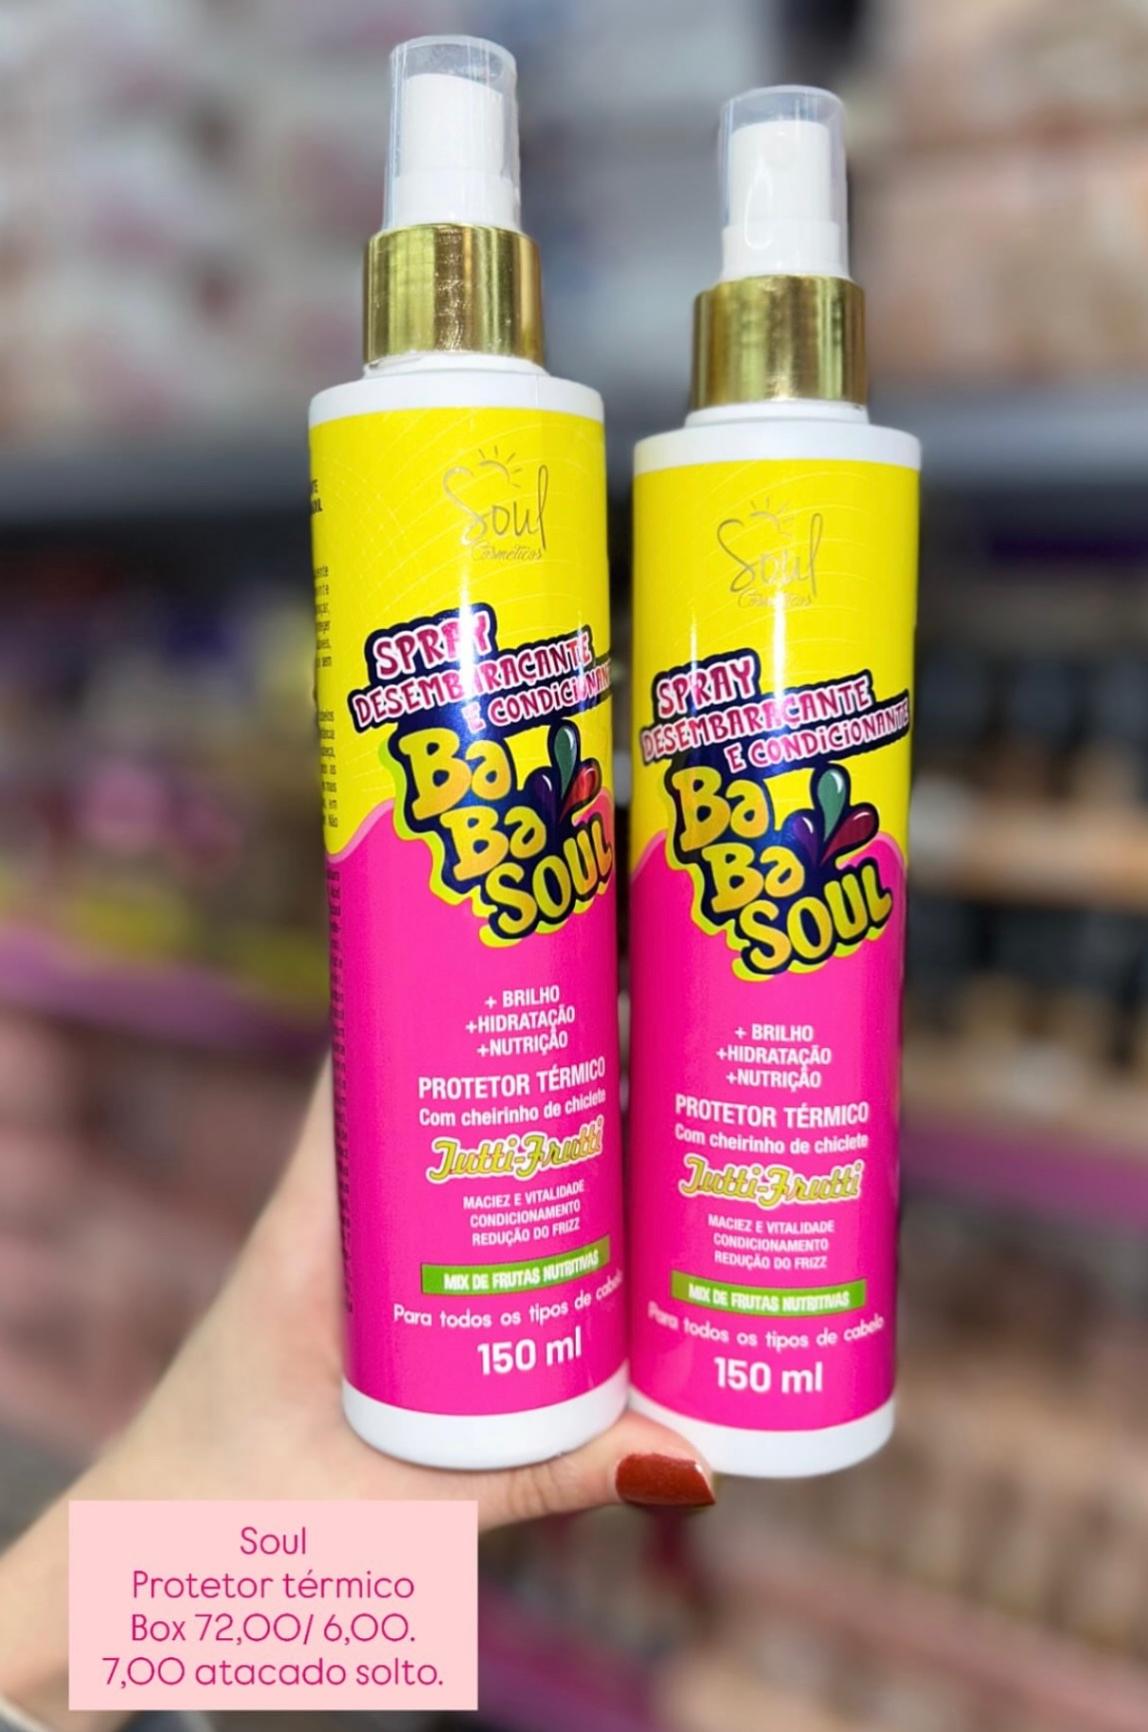 Soul
Cosméticos
SPRAY
DESEMBARAÇANTE
E CONDICIONANTE
BA
BA
SOUL
+ BRILHO
+HIDRATAÇÃO
+NUTRIÇÃO
PROTETOR TÉRMICO
Com cheirinho de chiclete
Tutti-Frutti
MACIEZ E VITALIDADE
CONDICIONAMENTO
REDUÇÃO DO FRIZZ
MIX DE FRUTAS NUTRITIVAS
Para todos os tipos de cabelo
150 ml
Soul
Cosméticos
SPRAY
DESEMBARAÇANTE
E CONDICIONANTE
BA
BA
SOUL
+ BRILHO
+HIDRATAÇÃO
+NUTRIÇÃO
PROTETOR TÉRMICO
Com cheirinho de chiclete
Tutti-Frutti
MACIEZ E VITALIDADE
CONDICIONAMENTO
REDUÇÃO DO FRIZZ
MIX DE FRUTAS NUTRITIVAS
Para todos os tipos de cabelo
150 ml
Soul
Protetor térmico
Box 72,00/ 6,00.
7,00 atacado solto.